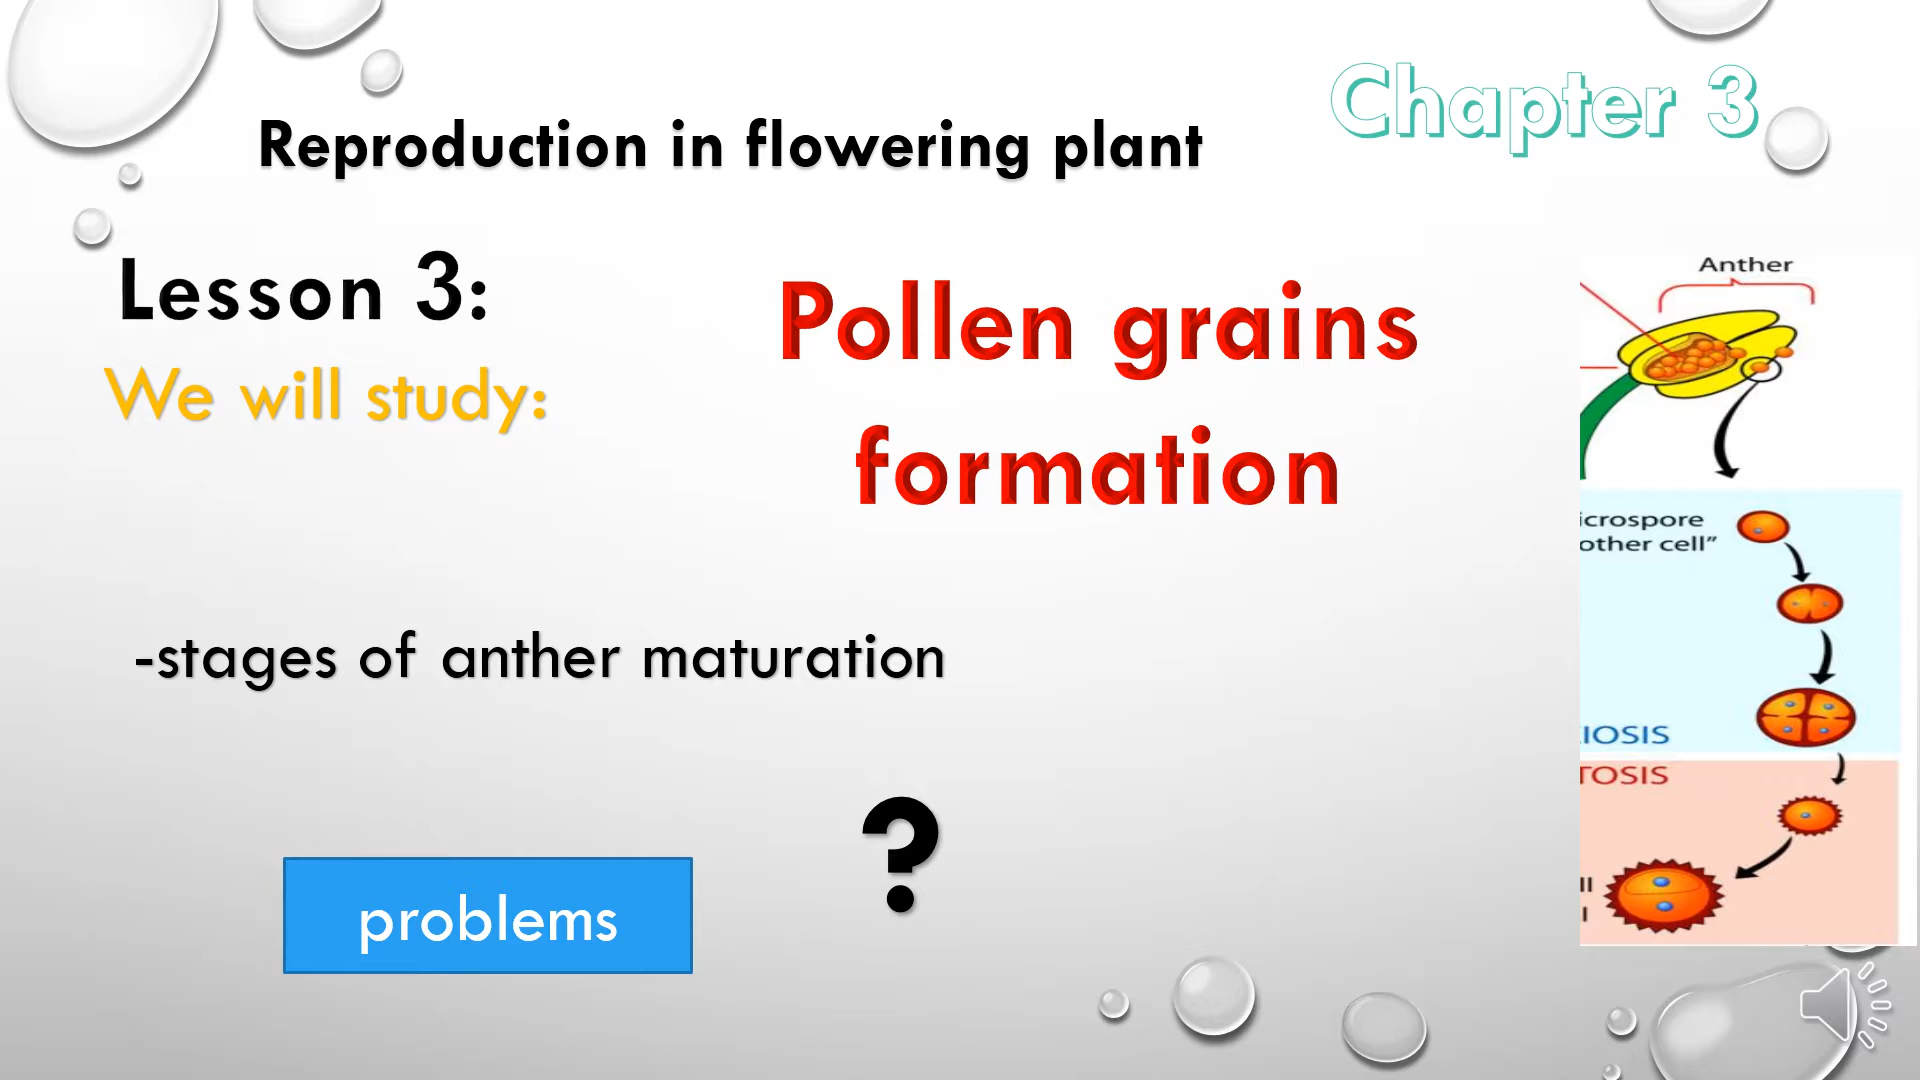 Chapter 3
Reproduction in flowering plant
Lesson 3:
We will study:
Pollen grains
formation
-stages of anther maturation
problems
?
Anther
icrospore
other cell”
IOSIS
TOSIS
ll
l